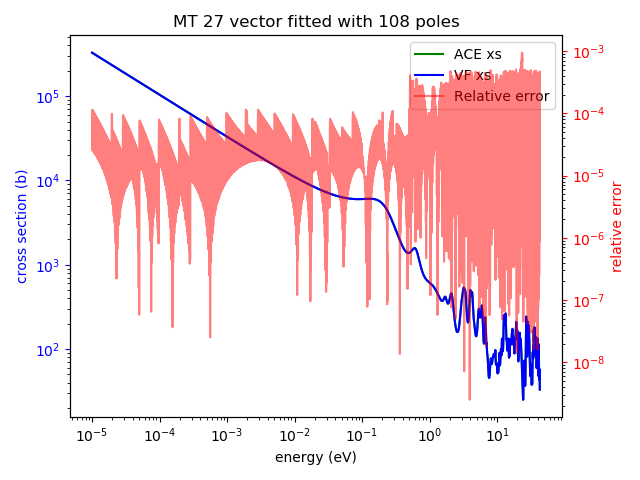 MT 27 vector fitted with 108 poles
ACE xs
VF xs
Relative error
cross section (b)
10⁵
10⁴
10³
10²
relative error
10⁻³
10⁻⁴
10⁻⁵
10⁻⁶
10⁻⁷
10⁻⁸
10⁻⁵ 10⁻⁴ 10⁻³ 10⁻² 10⁻¹ 10⁰ 10¹
energy (eV)